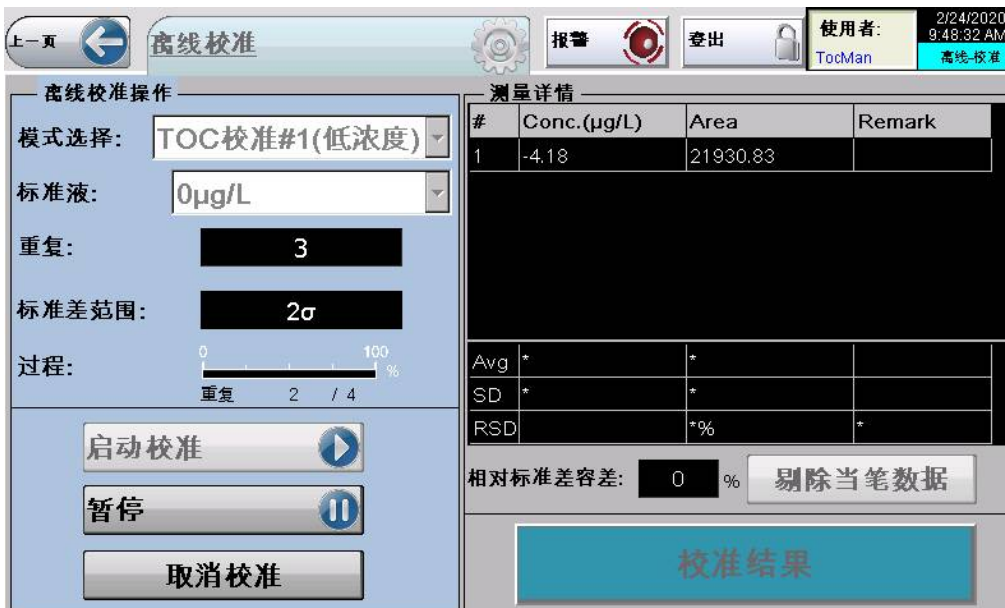 上一页
离线校准
报警
登出
使用者:
TocMan
2/24/2020
9:48:32 AM
离线-校准
离线校准操作
模式选择: TOC校准#1(低浓度)
标准液: 0µg/L
重复: 3
标准差范围: 2σ
过程: 0 100 %
重复 2 / 4
启动校准
暂停
取消校准
测量详情
# Conc.(µg/L) Area Remark
1 -4.18 21930.83
Avg * *
SD * *
RSD *% *
相对标准差容差: 0 % 剔除当笔数据
校准结果